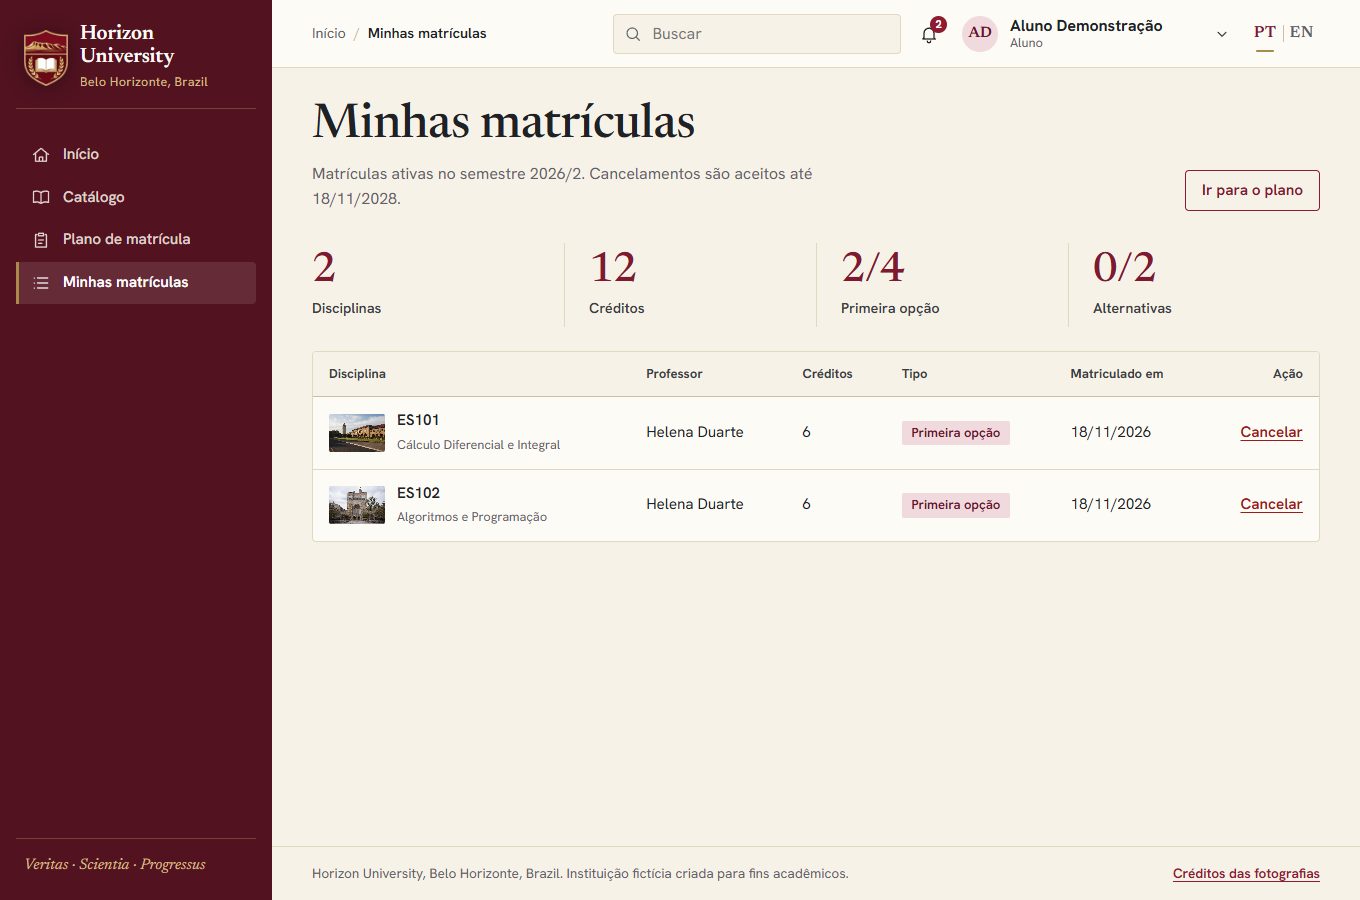 Horizon
University
Belo Horizonte, Brazil
Início
Catálogo
Plano de matrícula
Minhas matrículas
Veritas · Scientia · Progressus
Início / Minhas matrículas
Buscar
2
AD
Aluno Demonstração
Aluno
PT | EN
Minhas matrículas
Matrículas ativas no semestre 2026/2. Cancelamentos são aceitos até
18/11/2028.
Ir para o plano
2
Disciplinas
12
Créditos
2/4
Primeira opção
0/2
Alternativas
Disciplina Professor Créditos Tipo Matriculado em Ação
ES101
Cálculo Diferencial e Integral
Helena Duarte 6 Primeira opção 18/11/2026 Cancelar
ES102
Algoritmos e Programação
Helena Duarte 6 Primeira opção 18/11/2026 Cancelar
Horizon University, Belo Horizonte, Brazil. Instituição fictícia criada para fins acadêmicos.
Créditos das fotografias